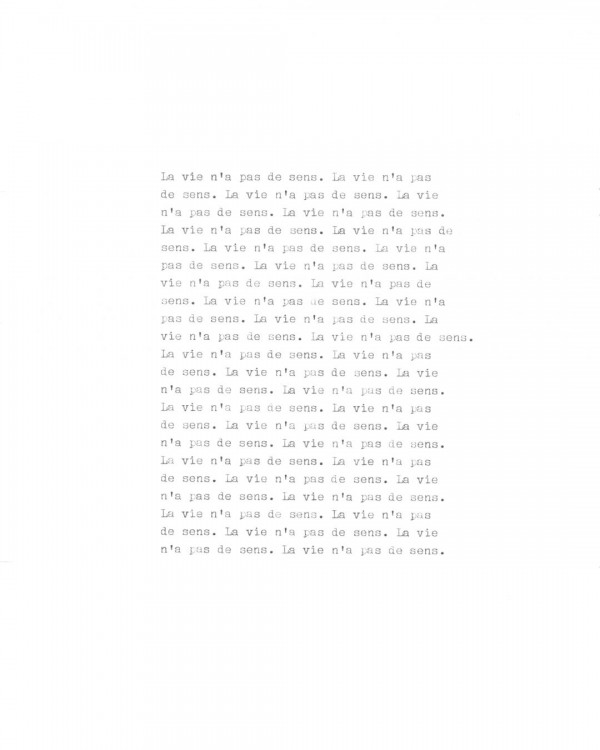 La vie n'a pas de sens. La vie n'a pas
de sens. La vie n'a pas de sens. La vie
n'a pas de sens. La vie n'a pas de sens.
La vie n'a pas de sens. La vie n'a pas de
sens. La vie n'a pas de sens. La vie n'a
pas de sens. La vie n'a pas de sens. La
vie n'a pas de sens. La vie n'a pas de
sens. La vie n'a pas de sens. La vie n'a
pas de sens. La vie n'a pas de sens. La
vie n'a pas de sens. La vie n'a pas de sens.
La vie n'a pas de sens. La vie n'a pas
de sens. La vie n'a pas de sens. La vie
n'a pas de sens. La vie n'a pas de sens.
La vie n'a pas de sens. La vie n'a pas
de sens. La vie n'a pas de sens. La vie
n'a pas de sens. La vie n'a pas de sens.
La vie n'a pas de sens. La vie n'a pas
de sens. La vie n'a pas de sens. La vie
n'a pas de sens. La vie n'a pas de sens.
La vie n'a pas de sens. La vie n'a pas
de sens. La vie n'a pas de sens. La vie
n'a pas de sens. La vie n'a pas de sens.